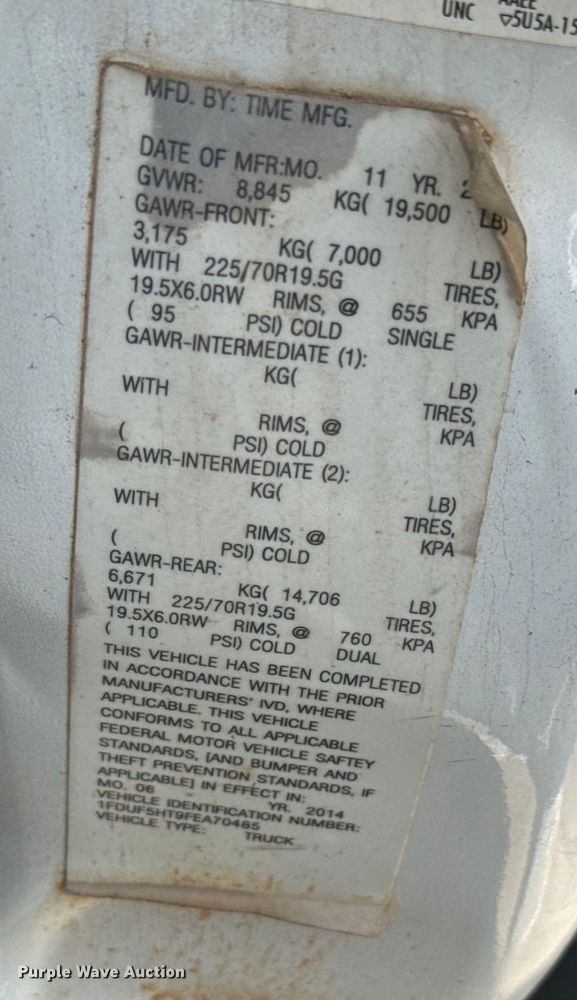 UNC ▽5U5A-15
MFD. BY: TIME MFG.
DATE OF MFR:MO. 11 YR. 2
GVWR: 8,845 KG( 19,500 LB)
GAWR-FRONT:
3,175 KG( 7,000 LB)
WITH 225/70R19.5G TIRES,
19.5X6.0RW RIMS, @ 655 KPA
( 95 PSI) COLD SINGLE
GAWR-INTERMEDIATE (1):
KG( LB)
WITH TIRES,
RIMS, @ KPA
( PSI) COLD
GAWR-INTERMEDIATE (2):
KG( LB)
WITH TIRES,
RIMS, @ KPA
( PSI) COLD
GAWR-REAR:
6,671 KG( 14,706 LB)
WITH 225/70R19.5G TIRES,
19.5X6.0RW RIMS, @ 760 KPA
( 110 PSI) COLD DUAL
THIS VEHICLE HAS BEEN COMPLETED
IN ACCORDANCE WITH THE PRIOR
MANUFACTURERS' IVD, WHERE
APPLICABLE. THIS VEHICLE
CONFORMS TO ALL APPLICABLE
FEDERAL MOTOR VEHICLE SAFTEY
STANDARDS, [AND BUMPER AND
THEFT PREVENTION STANDARDS, IF
APPLICABLE] IN EFFECT IN:
MO. 06 YR. 2014
VEHICLE IDENTIFICATION NUMBER:
1FDUF5HT9FEA70485
VEHICLE TYPE: TRUCK
Purple Wave Auction